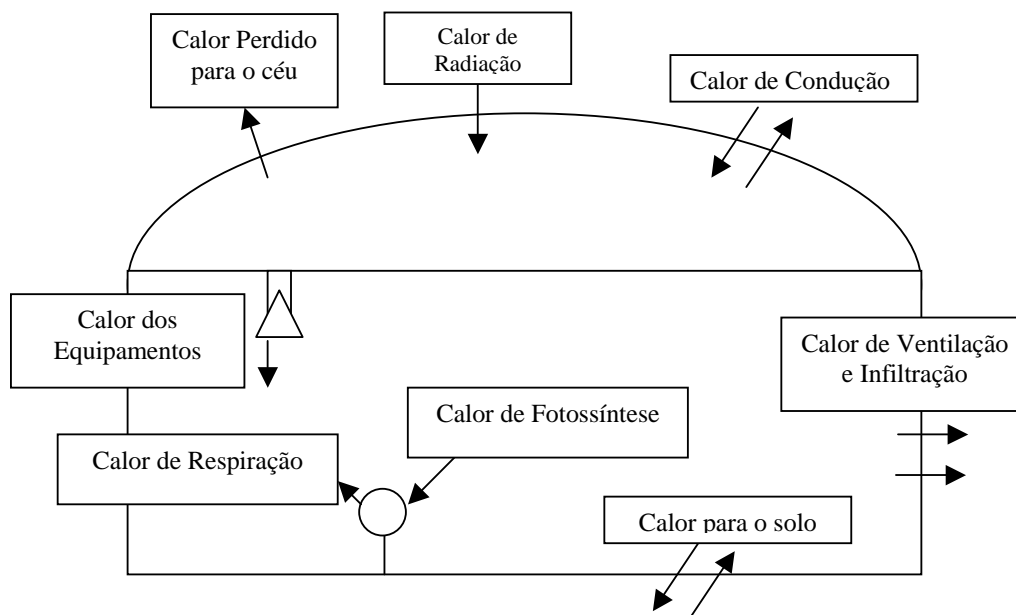 Calor Perdido
para o céu
Calor de
Radiação
Calor de Condução
Calor dos
Equipamentos
Calor de Ventilação
e Infiltração
Calor de Fotossíntese
Calor de Respiração
Calor para o solo